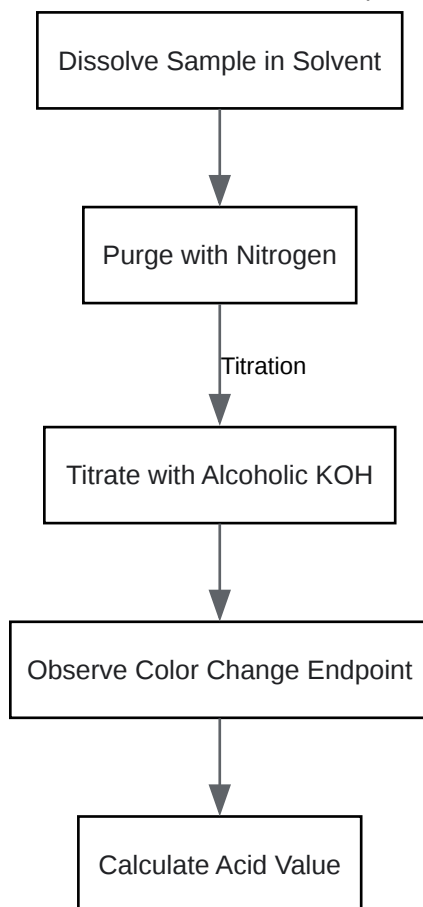 Dissolve Sample in Solvent
Purge with Nitrogen
Titration
Titrate with Alcoholic KOH
Observe Color Change Endpoint
Calculate Acid Value